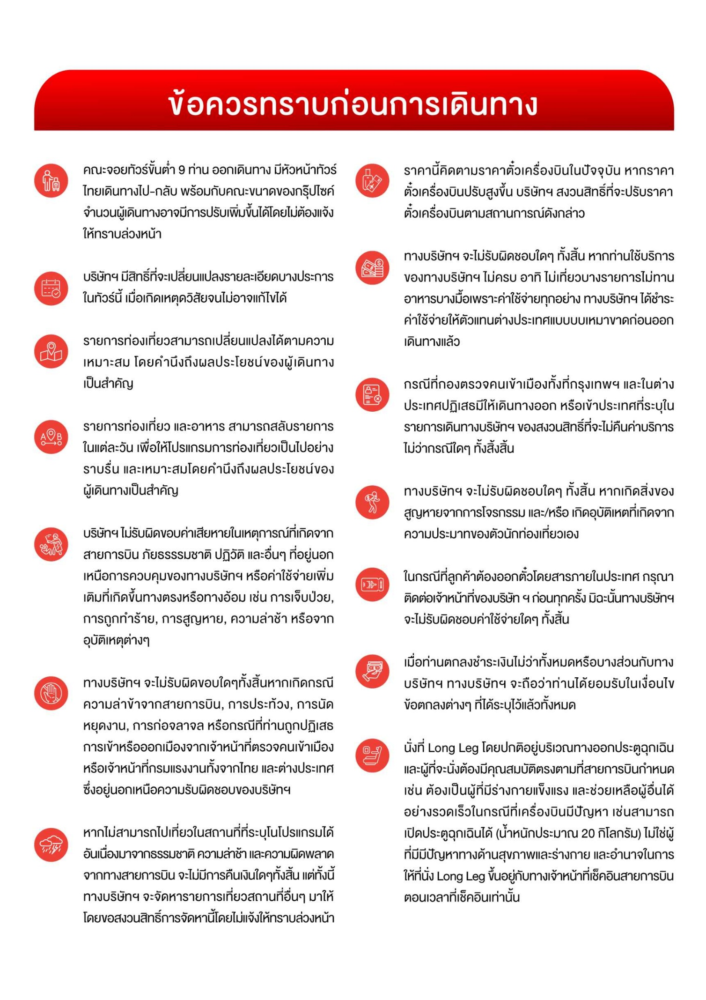 ข้อควรทราบก่อนการเดินทาง
คณะจอยทัวร์ขั้นต่ำ 9 ท่าน ออกเดินทาง มีหัวหน้าทัวร์
ไทยเดินทางไป-กลับ พร้อมกับคณะขนาดของกรุ๊ปไซค์
จำนวนผู้เดินทางอาจมีการปรับเพิ่มขึ้นได้โดยไม่ต้องแจ้ง
ให้ทราบล่วงหน้า
บริษัทฯ มีสิทธิ์ที่จะเปลี่ยนแปลงรายละเอียดบางประการ
ในทัวร์นี้ เมื่อเกิดเหตุดวิสัยจนไม่อาจแก้ไขได้
รายการท่องเที่ยวสามารถเปลี่ยนแปลงได้ตามความ
เหมาะสม โดยคำนึงถึงผลประโยชน์ของผู้เดินทาง
เป็นสำคัญ
รายการท่องเที่ยว และอาหาร สามารถสลับรายการ
ในแต่ละวัน เพื่อให้โปรแกรมการท่องเที่ยวเป็นไปอย่าง
ราบรื่น และเหมาะสมโดยคำนึงถึงผลประโยชน์ของ
ผู้เดินทางเป็นสำคัญ
บริษัทฯ ไม่รับผิดขอบค่าเสียหายในเหตุการณ์ที่เกิดจาก
สายการบิน ภัยธรรรมชาติ ปฏิวัติ และอื่นๆ ที่อยู่นอก
เหนือการควบคุมของทางบริษัทฯ หรือค่าใช้จ่ายเพิ่ม
เติมที่เกิดขึ้นทางตรงหรือทางอ้อม เช่น การเจ็บป่วย,
การถูกทำร้าย, การสูญหาย, ความล่าช้า หรือจาก
อุบัติเหตุต่างๆ
ทางบริษัทฯ จะไม่รับผิดขอบใดๆทั้งสิ้นหากเกิดกรณี
ความล่าข้าจากสายการบิน, การประท้วง, การนัด
หยุดงาน, การก่อจลาจล หรือกรณีที่ท่านถูกปฏิเสธ
การเข้าหรือออกเมืองจากเจ้าหน้าที่ตรวจคนเข้าเมือง
หรือเจ้าหน้าที่กรมแรงงานทั้งจากไทย และต่างประเทศ
ซึ่งอยู่นอกเหนือความรับผิดชอบของบริษัทฯ
หากไม่สามารถไปเที่ยวในสถานที่ที่ระบุโนโปรแกรมได้
อันเนื่องมาจากธรรมชาติ ความล่าช้า และความผิดพลาด
จากทางสายการบิน จะไม่มีการคืนเงินใดๆทั้งสิ้น แต่ทั้งนี้
ทางบริษัทฯ จะจัดหารายการเที่ยวสถานที่อื่นๆ มาให้
โดยขอสงวนสิทธิ์การจัดหานี้โดยไม่แจ้งให้ทราบล่วงหน้า
ราคานี้คิดตามราคาตั๋วเครื่องบินในปัจจุบัน หากราคา
ตั๋วเครื่องบินปรับสูงขึ้น บริษัทฯ สงวนสิทธิ์ที่จะปรับราคา
ตั๋วเครื่องบินตามสถานการณ์ดังกล่าว
ทางบริษัทฯ จะไม่รับผิดชอบใดๆ ทั้งสิ้น หากท่านใช้บริการ
ของทางบริษัทฯ ไม่ครบ อาทิ ไม่เที่ยวบางรายการไม่ทาน
อาหารบางมื้อเพราะค่าใช้จ่ายทุกอย่าง ทางบริษัทฯ ได้ชำระ
ค่าใช้จ่ายให้ตัวแทนต่างประเทศแบบบบเหมาขาดก่อนออก
เดินทางแล้ว
กรณีที่กองตรวจคนเข้าเมืองทั้งที่กรุงเทพฯ และในต่าง
ประเทศปฏิเสธมีให้เดินทางออก หรือเข้าประเทศที่ระบุใน
รายการเดินทางบริษัทฯ ของสงวนสิทธิ์ที่จะไม่คืนค่าบริการ
ไม่ว่ากรณีใดๆ ทั้งสิ้งสิ้น
ทางบริษัทฯ จะไม่รับผิดชอบใดๆ ทั้งสิ้น หากเกิดสิ่งของ
สูญหายจากการโจรกรรม และ/หรือ เกิดอุบัติเหตที่เกิดจาก
ความประมาทของตัวนักท่องเที่ยวเอง
ในกรณีที่ลูกค้าต้องออกตั๋วโดยสารภายในประเทศ กรุณา
ติดต่อเจ้าหน้าที่ของบริษัท ฯ ก่อนทุกครั้ง มิฉะนั้นทางบริษัทฯ
จะไม่รับผิดชอบค่าใช้จ่ายใดๆ ทั้งสิ้น
เมื่อท่านตกลงชำระเงินไม่ว่าทั้งหมดหรือบางส่วนกับทาง
บริษัทฯ ทางบริษัทฯ จะถือว่าท่านได้ยอมรับในเงื่อนไข
ข้อตกลงต่างๆ ที่ได้ระบุไว้แล้วทั้งหมด
นั่งที่ Long Leg โดยปกติอยู่บริเวณทางออกประตูฉุกเฉิน
และผู้ที่จะนั่งต้องมีคุณสมบัติตรงตามที่สายการบินกำหนด
เช่น ต้องเป็นผู้ที่มีร่างกายแข็งแรง และช่วยเหลือผู้อื่นได้
อย่างรวดเร็วในกรณีที่เครื่องบินมีปัญหา เช่นสามารถ
เปิดประตูฉุกเฉินได้ (น้ำหนักประมาณ 20 กิโลกรัม) ไม่ใช่ผู้
ที่มีมีปัญหาทางด้านสุขภาพและร่างกาย และอำนาจในการ
ให้ที่นั่ง Long Leg ขึ้นอยู่กับทางเจ้าหน้าที่เช็คอินสายการบิน
ตอนเวลาที่เช็คอินเท่านั้น
A B